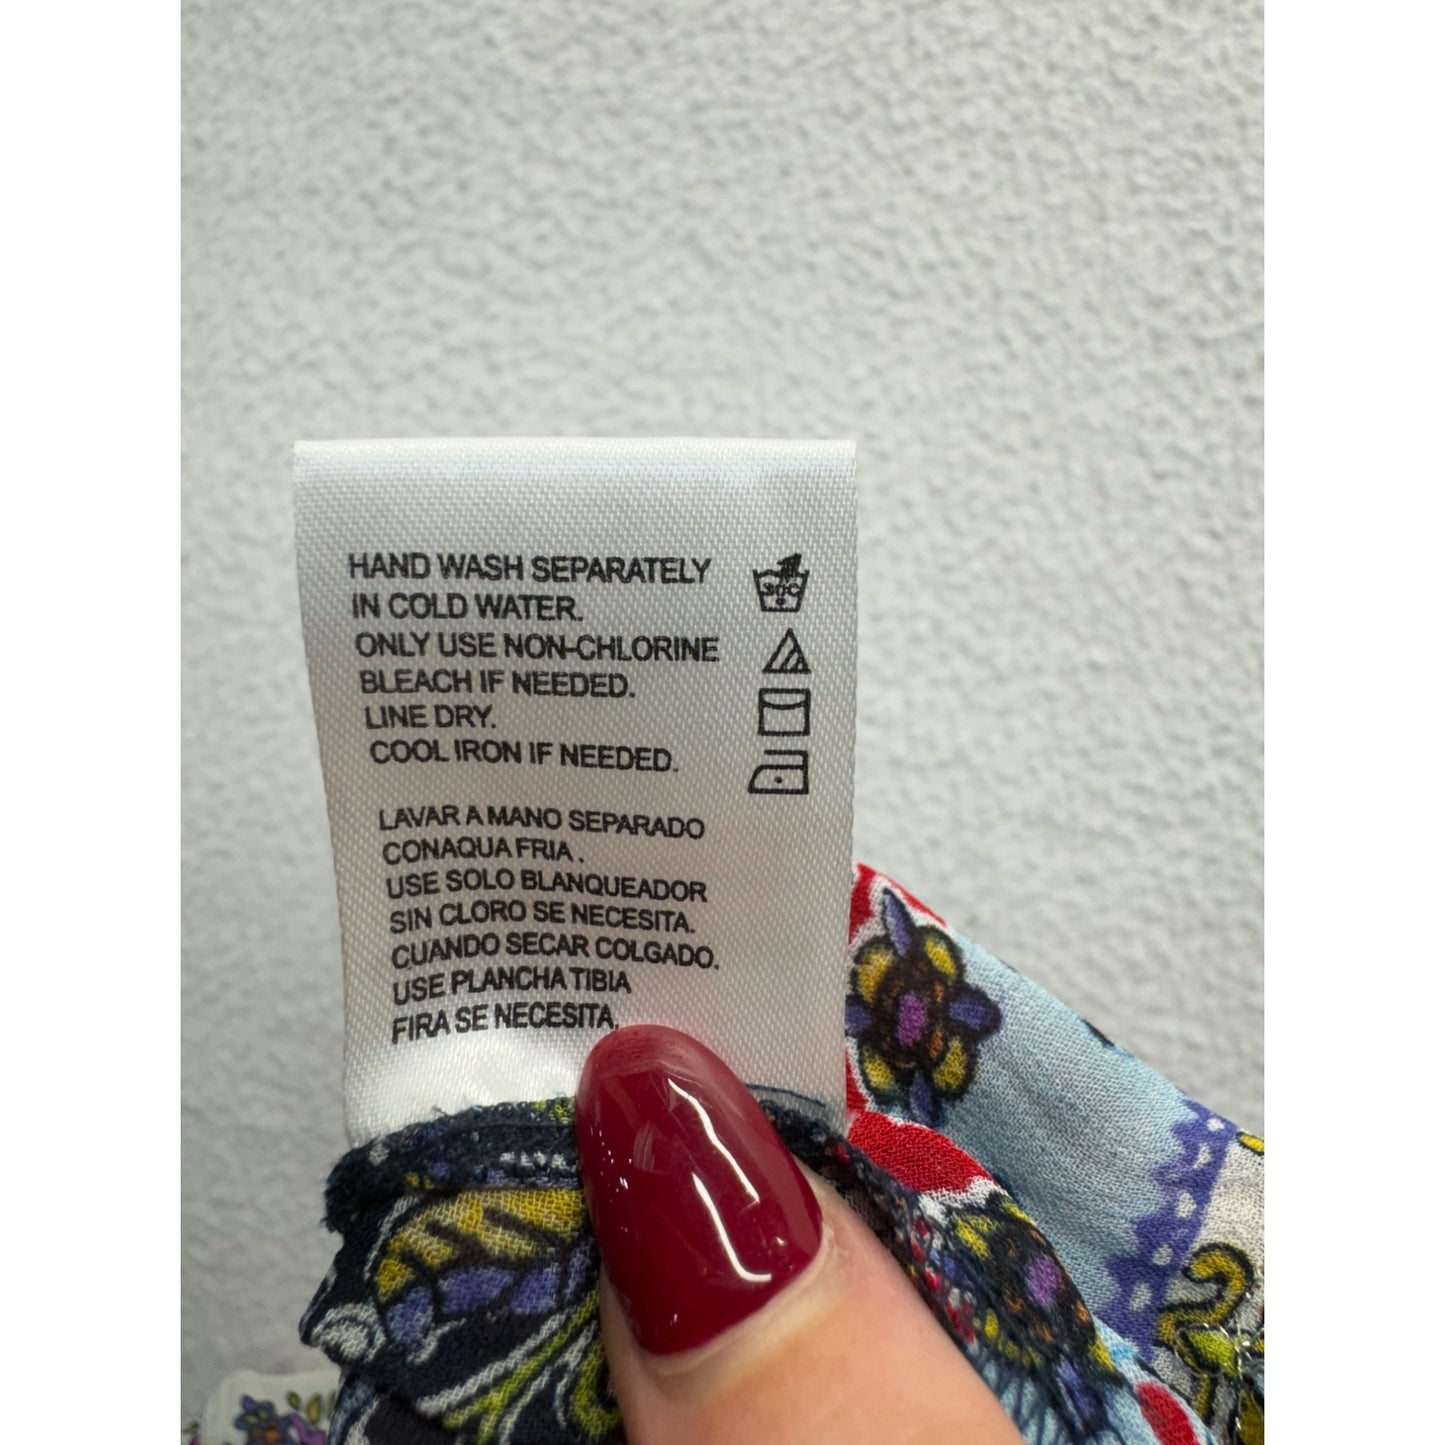 HAND WASH SEPARATELY
IN COLD WATER.
ONLY USE NON-CHLORINE
BLEACH IF NEEDED.
LINE DRY.
COOL IRON IF NEEDED.
30C
LAVAR A MANO SEPARADO
CONAQUA FRIA.
USE SOLO BLANQUEADOR
SIN CLORO SE NECESITA.
CUANDO SECAR COLGADO.
USE PLANCHA TIBIA
FIRA SE NECESITA.